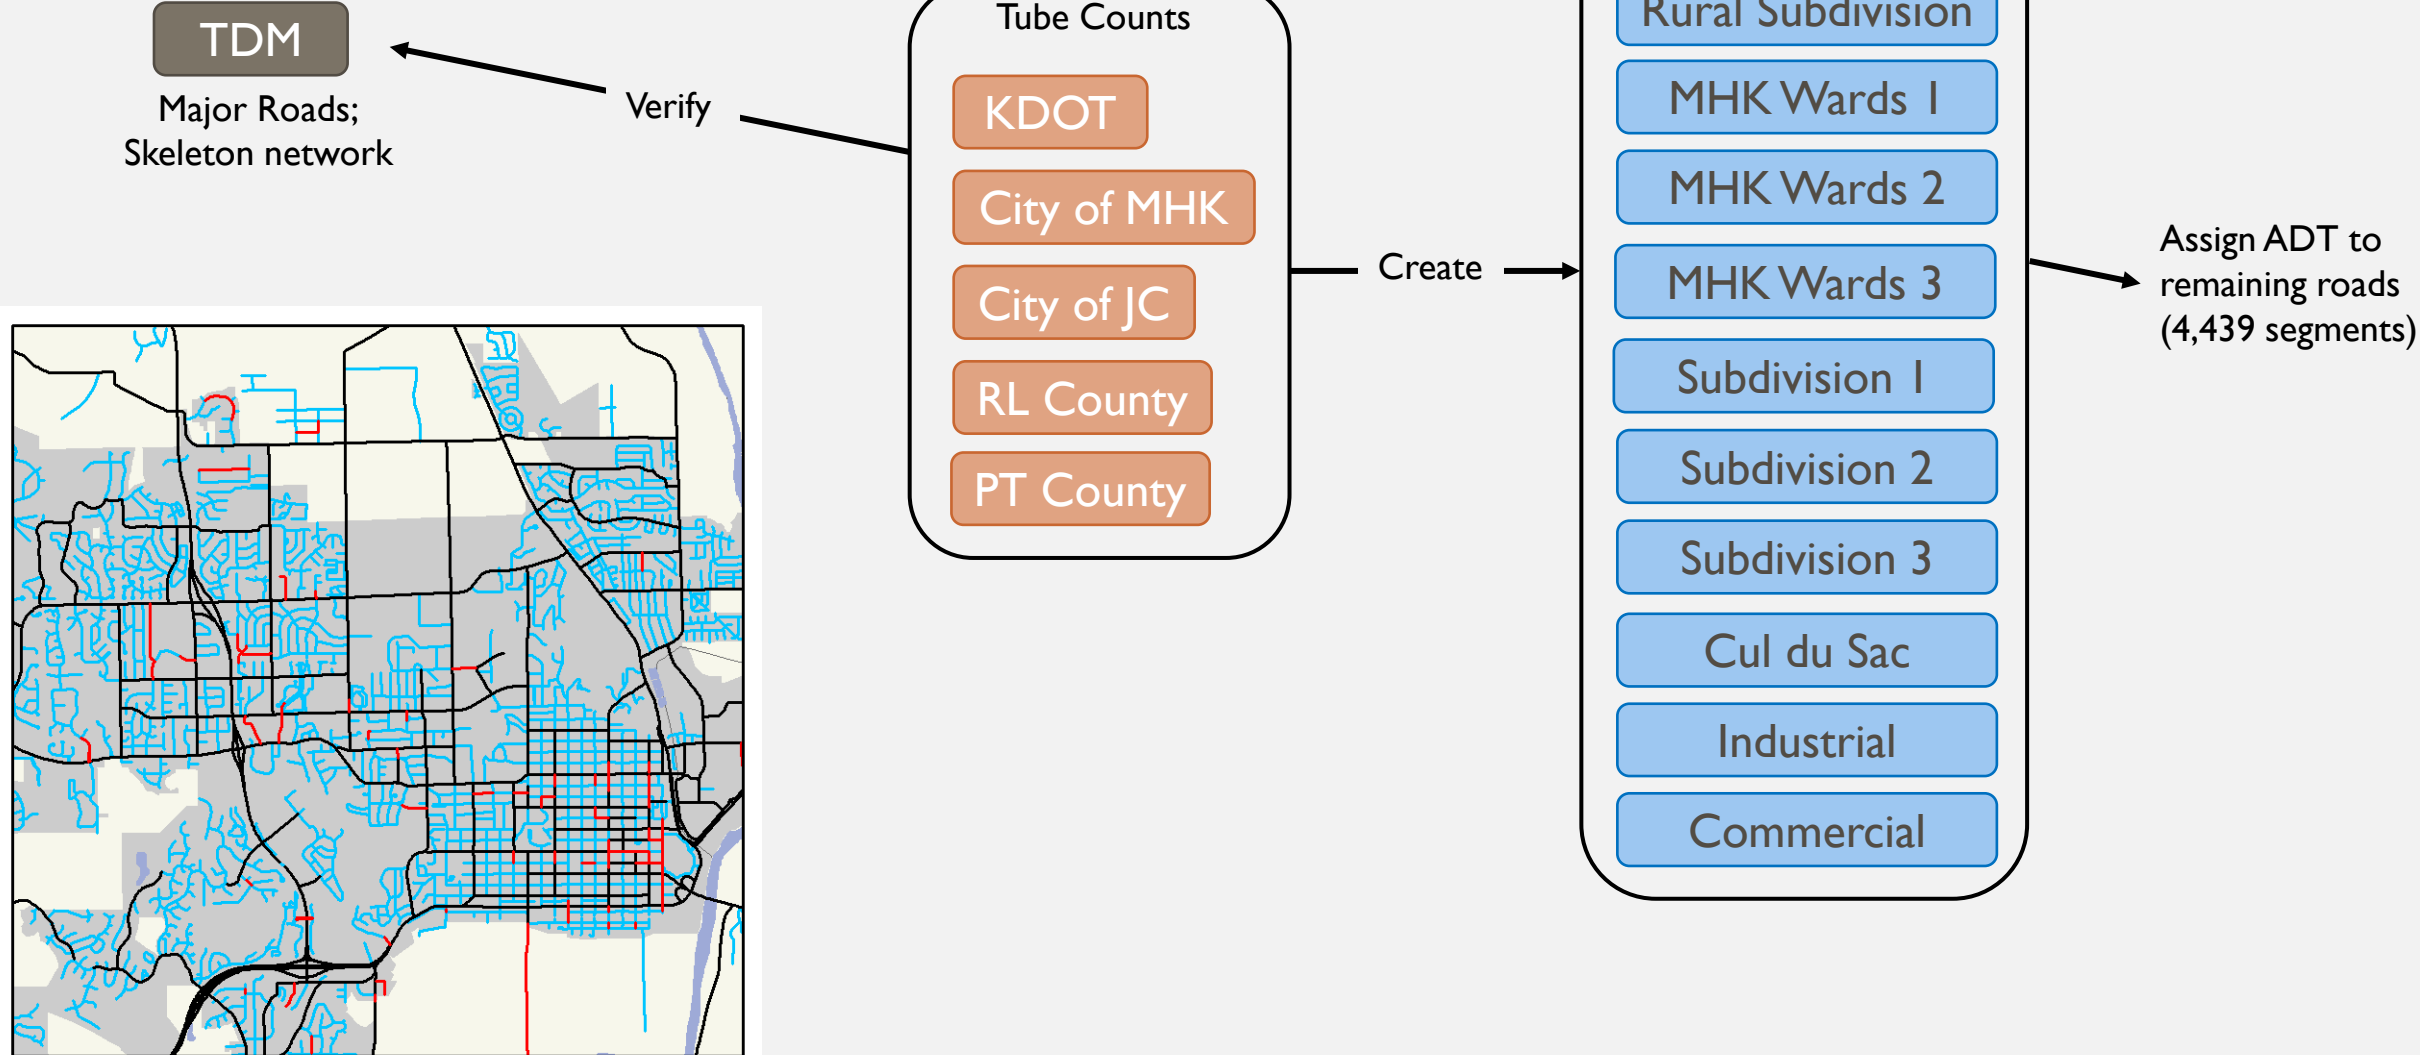 TDM
Major Roads;
Skeleton network
Verify
Tube Counts
KDOT
City of MHK
City of JC
RL County
PT County
Create
Rural Subdivision
MHK Wards 1
MHK Wards 2
MHK Wards 3
Subdivision 1
Subdivision 2
Subdivision 3
Cul du Sac
Industrial
Commercial
Assign ADT to
remaining roads
(4,439 segments)